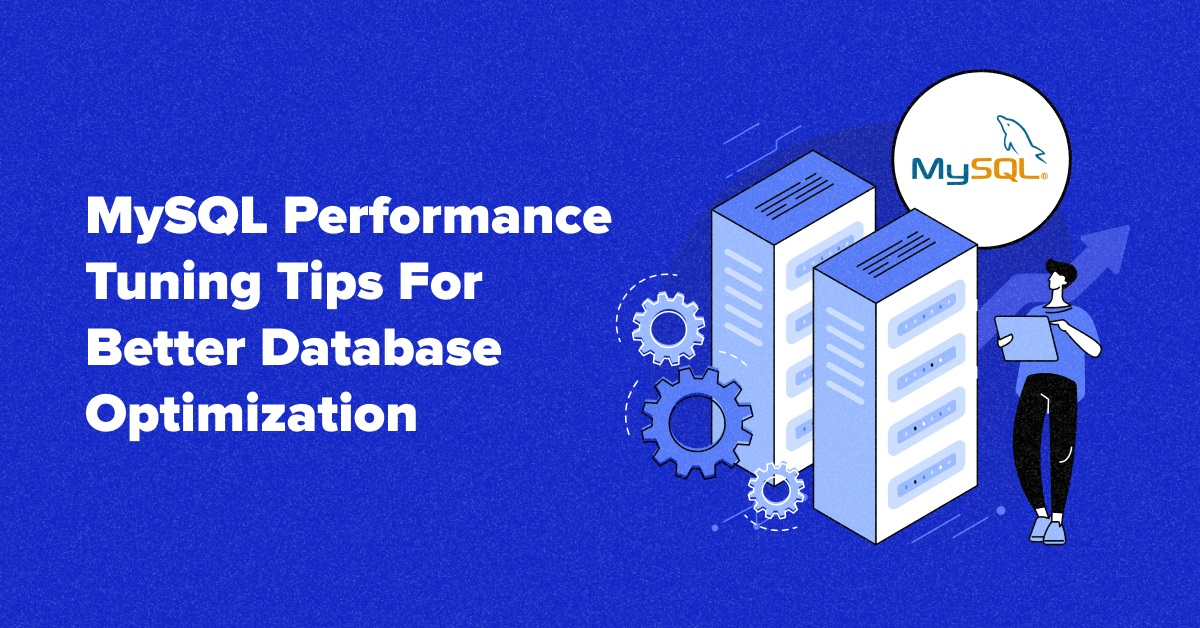 MySQL Performance
Tuning Tips For
Better Database
Optimization
MySQL®